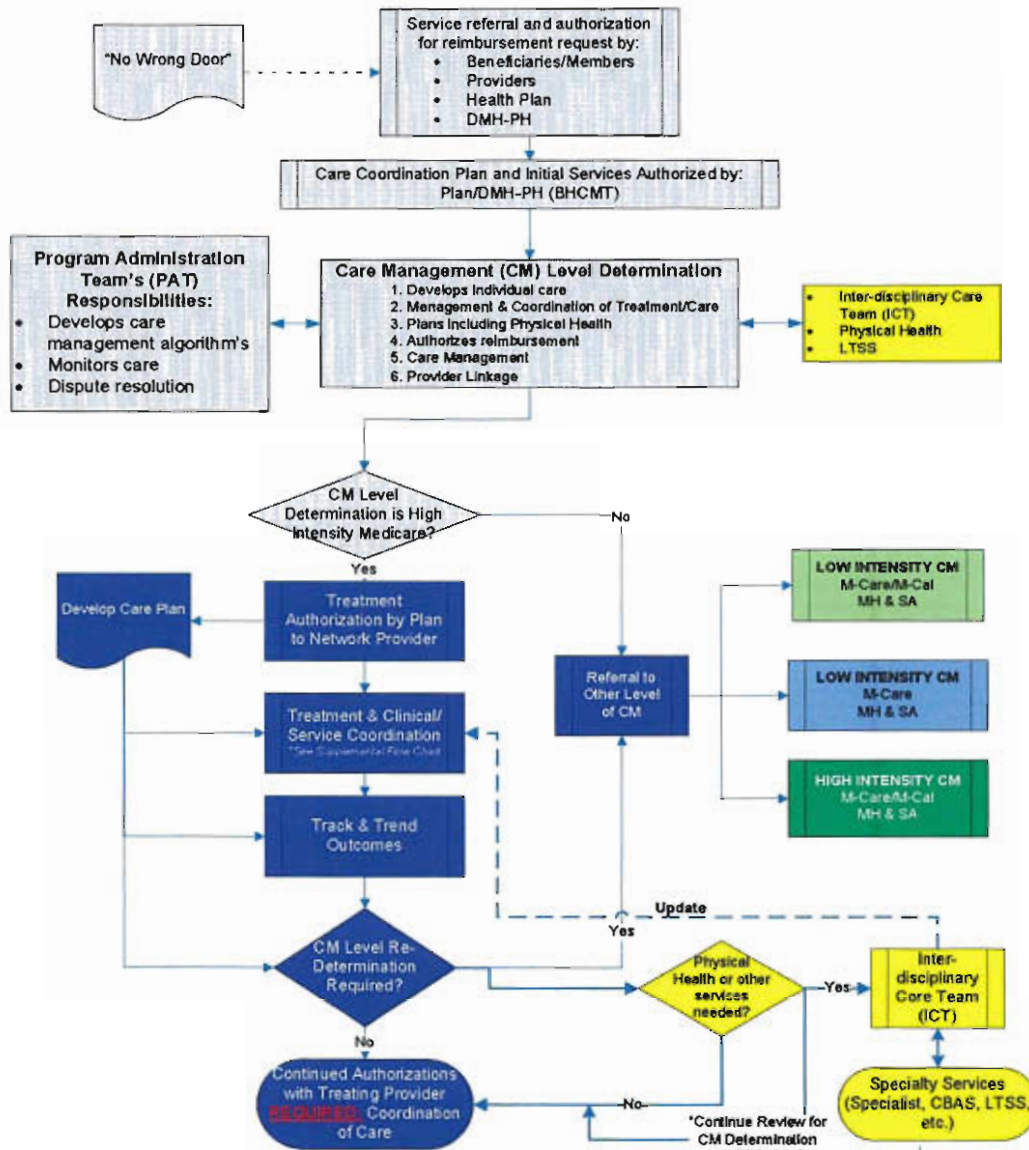 "No Wrong Door"
Service referral and authorization
for reimbursement request by:
• Beneficiaries/Members
• Providers
• Health Plan
• DMH-PH
Care Coordination Plan and Initial Services Authorized by:
Plan/DMH-PH (BHCMT)
Program Administration
Team's (PAT)
Responsibilities:
• Develops care
management algorithm's
• Monitors care
• Dispute resolution
Care Management (CM) Level Determination
1. Develops Individual care
2. Management & Coordination of Treatment/Care
3. Plans Including Physical Health
4. Authorizes reimbursement
5. Care Management
6. Provider Linkage
• Inter-disciplinary Care
Team (ICT)
• Physical Health
• LTSS
CM Level
Determination is High
Intensity Medicare?
No
Yes
Develop Care Plan
Treatment
Authorization by Plan
to Network Provider
Referral to
Other Level
of CM
LOW INTENSITY CM
M-Care/M-Cal
MH & SA
LOW INTENSITY CM
M-Care
MH & SA
HIGH INTENSITY CM
M-Care/M-Cal
MH & SA
Treatment & Clinical/
Service Coordination
*See Supplemental Flow Chart
Track & Trend
Outcomes
Update
Yes
CM Level Re-
Determination
Required?
Physical
Health or other
services
needed?
Yes
Inter-
disciplinary
Core Team
(ICT)
No
Continued Authorizations
with Treating Provider
REQUIRED: Coordination
of Care
No
*Continue Review for
CM Determination
Specialty Services
(Specialist, CBAS, LTSS,
etc.)